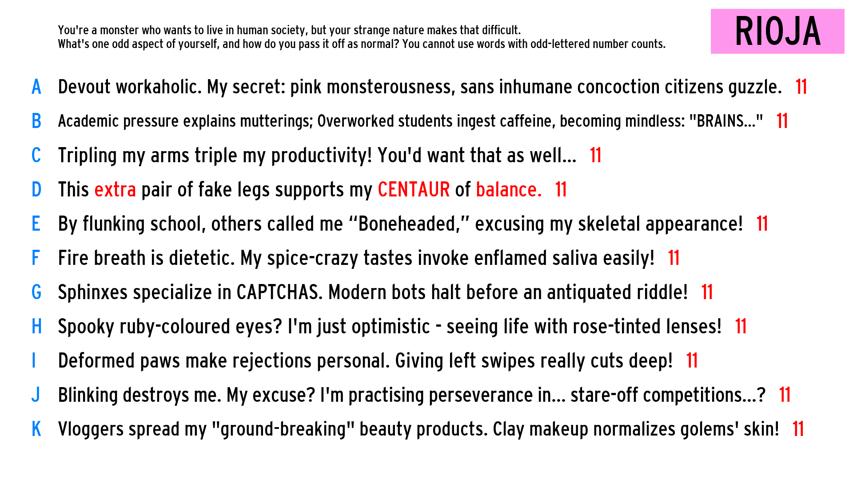 You're a monster who wants to live in human society, but your strange nature makes that difficult.
What's one odd aspect of yourself, and how do you pass it off as normal? You cannot use words with odd-lettered number counts.
RIOJA
A Devout workaholic. My secret: pink monsterousness, sans inhumane concoction citizens guzzle. 11
B Academic pressure explains mutterings; Overworked students ingest caffeine, becoming mindless: "BRAINS..." 11
C Tripling my arms triple my productivity! You'd want that as well... 11
D This extra pair of fake legs supports my CENTAUR of balance. 11
E By flunking school, others called me “Boneheaded,” excusing my skeletal appearance! 11
F Fire breath is dietetic. My spice-crazy tastes invoke enflamed saliva easily! 11
G Sphinxes specialize in CAPTCHAS. Modern bots halt before an antiquated riddle! 11
H Spooky ruby-coloured eyes? I'm just optimistic - seeing life with rose-tinted lenses! 11
I Deformed paws make rejections personal. Giving left swipes really cuts deep! 11
J Blinking destroys me. My excuse? I'm practising perseverance in... stare-off competitions...? 11
K Vloggers spread my "ground-breaking" beauty products. Clay makeup normalizes golems' skin! 11